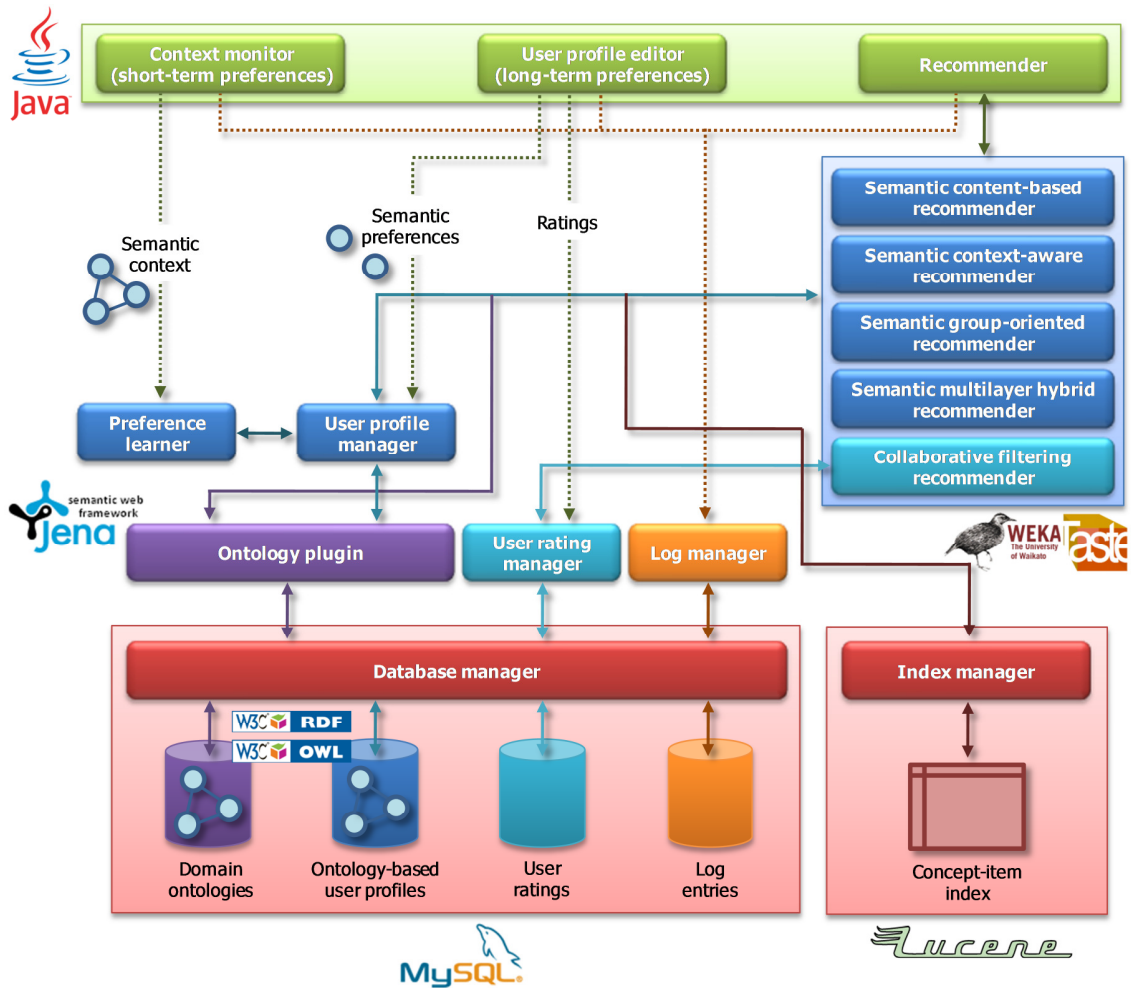 Java
Context monitor
(short-term preferences)
User profile editor
(long-term preferences)
Recommender
Semantic content-based
recommender
Semantic context-aware
recommender
Semantic group-oriented
recommender
Semantic multilayer hybrid
recommender
Collaborative filtering
recommender
Semantic
context
Semantic
preferences
Ratings
Preference
learner
User profile
manager
semantic web
framework
Jena
WEKA
The University
of Waikato
Taste
Ontology plugin
User rating
manager
Log manager
Database manager
Index manager
W3C RDF
W3C OWL
Domain
ontologies
Ontology-based
user profiles
User
ratings
Log
entries
Concept-item
index
MySQL
Lucene